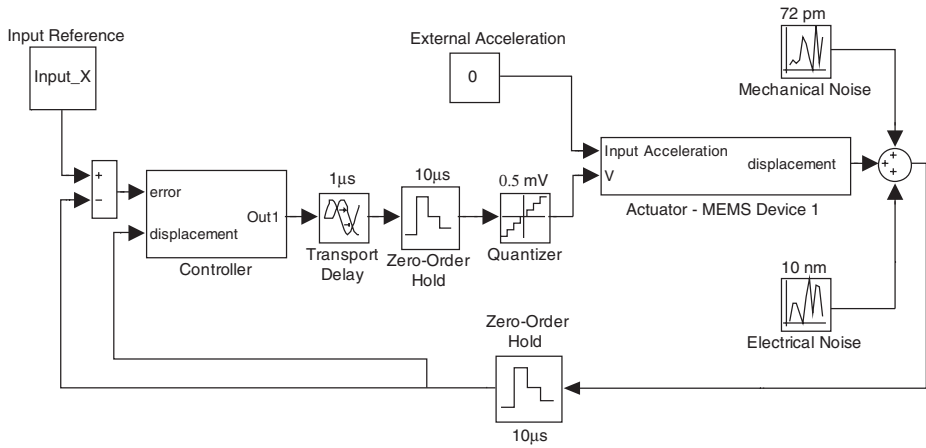 72 pm
Input Reference
External Acceleration
Input_X
0
Mechanical Noise
Input Acceleration
displacement
V
+
−
error
displacement
Out1
1µs
10µs
0.5 mV
+
+
+
Actuator - MEMS Device 1
Controller
Transport
Delay
Zero-Order
Hold
Quantizer
10 nm
Electrical Noise
Zero-Order
Hold
10µs